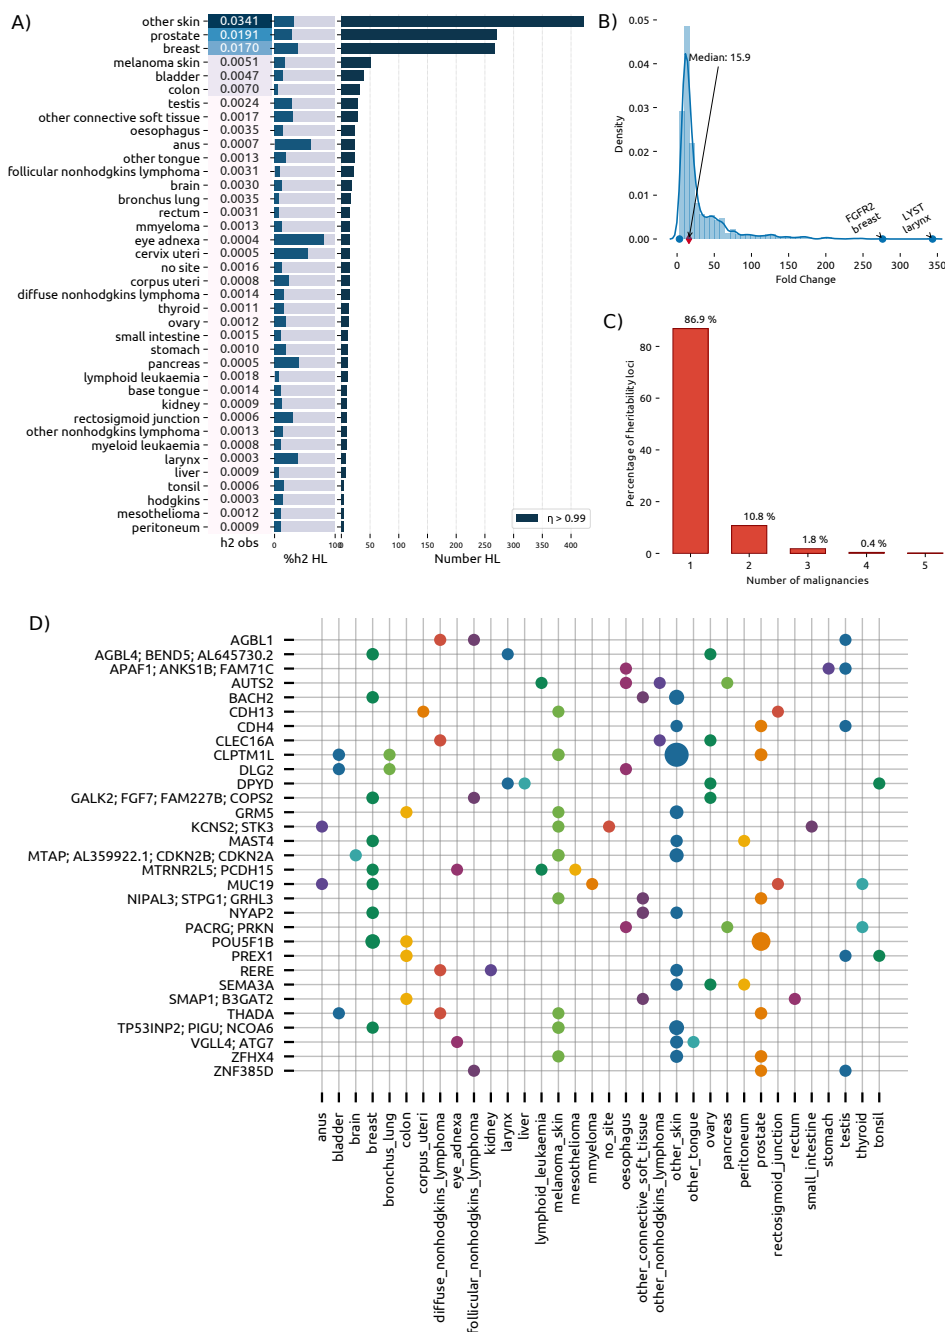 A)
other skin 0.0341
prostate 0.0191
breast 0.0170
melanoma skin 0.0051
bladder 0.0047
colon 0.0070
testis 0.0024
other connective soft tissue 0.0017
oesophagus 0.0035
anus 0.0007
other tongue 0.0013
follicular nonhodgkins lymphoma 0.0031
brain 0.0030
bronchus lung 0.0035
rectum 0.0031
mmyeloma 0.0013
eye adnexa 0.0004
cervix uteri 0.0005
no site 0.0016
corpus uteri 0.0008
diffuse nonhodgkins lymphoma 0.0014
thyroid 0.0011
ovary 0.0012
small intestine 0.0015
stomach 0.0010
pancreas 0.0005
lymphoid leukaemia 0.0018
base tongue 0.0014
kidney 0.0009
rectosigmoid junction 0.0006
other nonhodgkins lymphoma 0.0013
myeloid leukaemia 0.0008
larynx 0.0003
liver 0.0009
tonsil 0.0006
hodgkins 0.0003
mesothelioma 0.0012
peritoneum 0.0009
η > 0.99
h2 obs
0 100
0 50 100 150 200 250 300 350 400
%h2 HL
Number HL
B)
0.05
0.04
0.03
0.02
0.01
0.00
Density
Median: 15.9
FGFR2
breast
LYST
larynx
0 50 100 150 200 250 300 350
Fold Change
C)
80
60
40
20
0
Percentage of heritability loci
86.9 %
10.8 %
1.8 %
0.4 %
1 2 3 4 5
Number of malignancies
D)
AGBL1
AGBL4; BEND5; AL645730.2
APAF1; ANKS1B; FAM71C
AUTS2
BACH2
CDH13
CDH4
CLEC16A
CLPTM1L
DLG2
DPYD
GALK2; FGF7; FAM227B; COPS2
GRM5
KCNS2; STK3
MAST4
MTAP; AL359922.1; CDKN2B; CDKN2A
MTRNR2L5; PCDH15
MUC19
NIPAL3; STPG1; GRHL3
NYAP2
PACRG; PRKN
POU5F1B
PREX1
RERE
SEMA3A
SMAP1; B3GAT2
THADA
TP53INP2; PIGU; NCOA6
VGLL4; ATG7
ZFHX4
ZNF385D
anus
bladder
brain
breast
bronchus_lung
colon
corpus_uteri
diffuse_nonhodgkins_lymphoma
eye_adnexa
follicular_nonhodgkins_lymphoma
kidney
larynx
liver
lymphoid_leukaemia
melanoma_skin
mesothelioma
mmyeloma
no_site
oesophagus
other_connective_soft_tissue
other_nonhodgkins_lymphoma
other_skin
other_tongue
ovary
pancreas
peritoneum
prostate
rectosigmoid_junction
rectum
small_intestine
stomach
testis
thyroid
tonsil